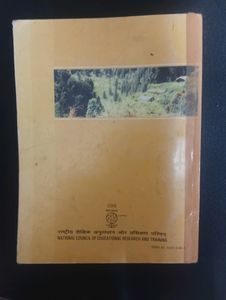 राष्ट्रीय शैक्षिक अनुसंधान और प्रशिक्षण परिषद्
NATIONAL COUNCIL OF EDUCATIONAL RESEARCH AND TRAINING